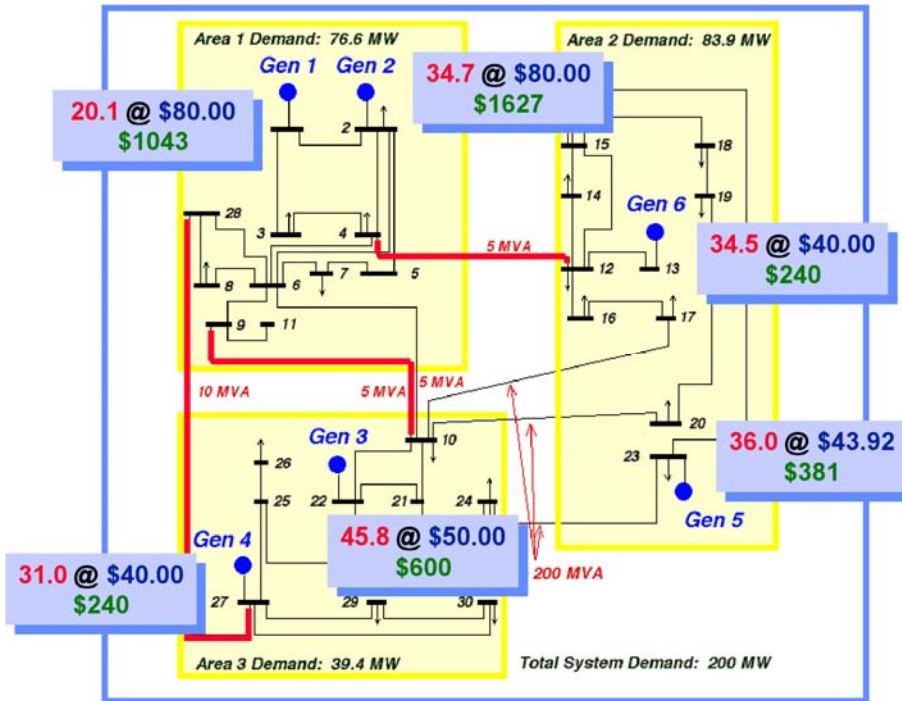 Area 1 Demand: 76.6 MW
Gen 1
Gen 2
20.1 @ $80.00
$1043
2
3
4
28
5
6
7
8
9
11
5 MVA
34.7 @ $80.00
$1627
Area 2 Demand: 83.9 MW
15
18
14
19
Gen 6
12
13
34.5 @ $40.00
$240
16
17
20
23
36.0 @ $43.92
$381
Gen 5
10 MVA
5 MVA
5 MVA
10
Gen 3
26
22
21
24
25
Gen 4
45.8 @ $50.00
$600
200 MVA
31.0 @ $40.00
$240
27
29
30
Area 3 Demand: 39.4 MW
Total System Demand: 200 MW